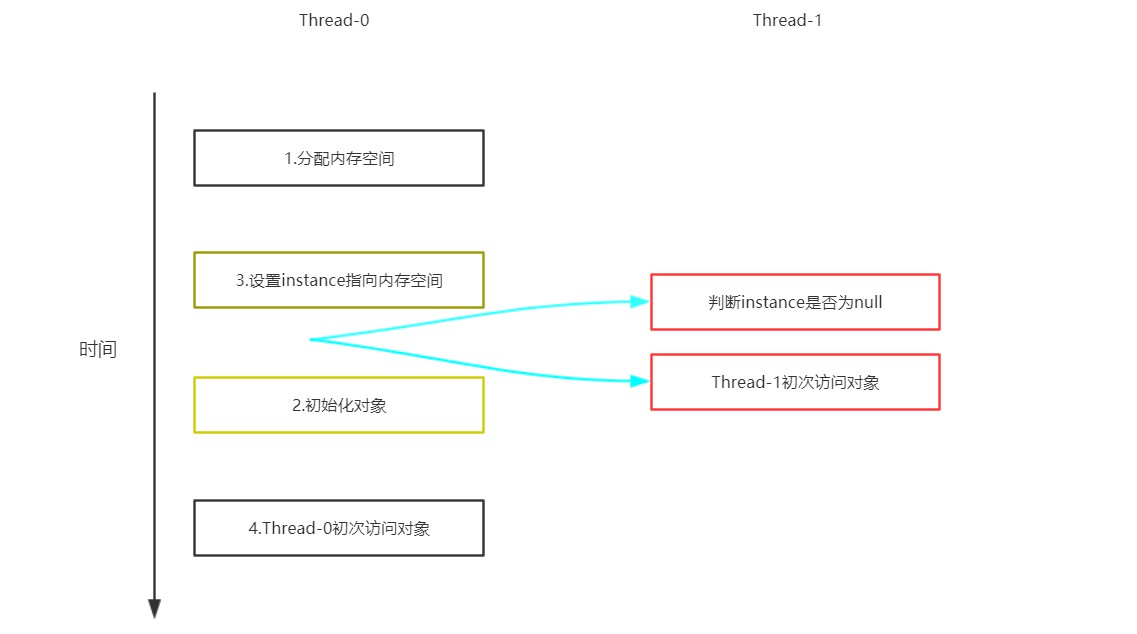 Thread-0
Thread-1
1.分配内存空间
3.设置instance指向内存空间
判断instance是否为null
时间
Thread-1初次访问对象
2.初始化对象
4.Thread-0初次访问对象